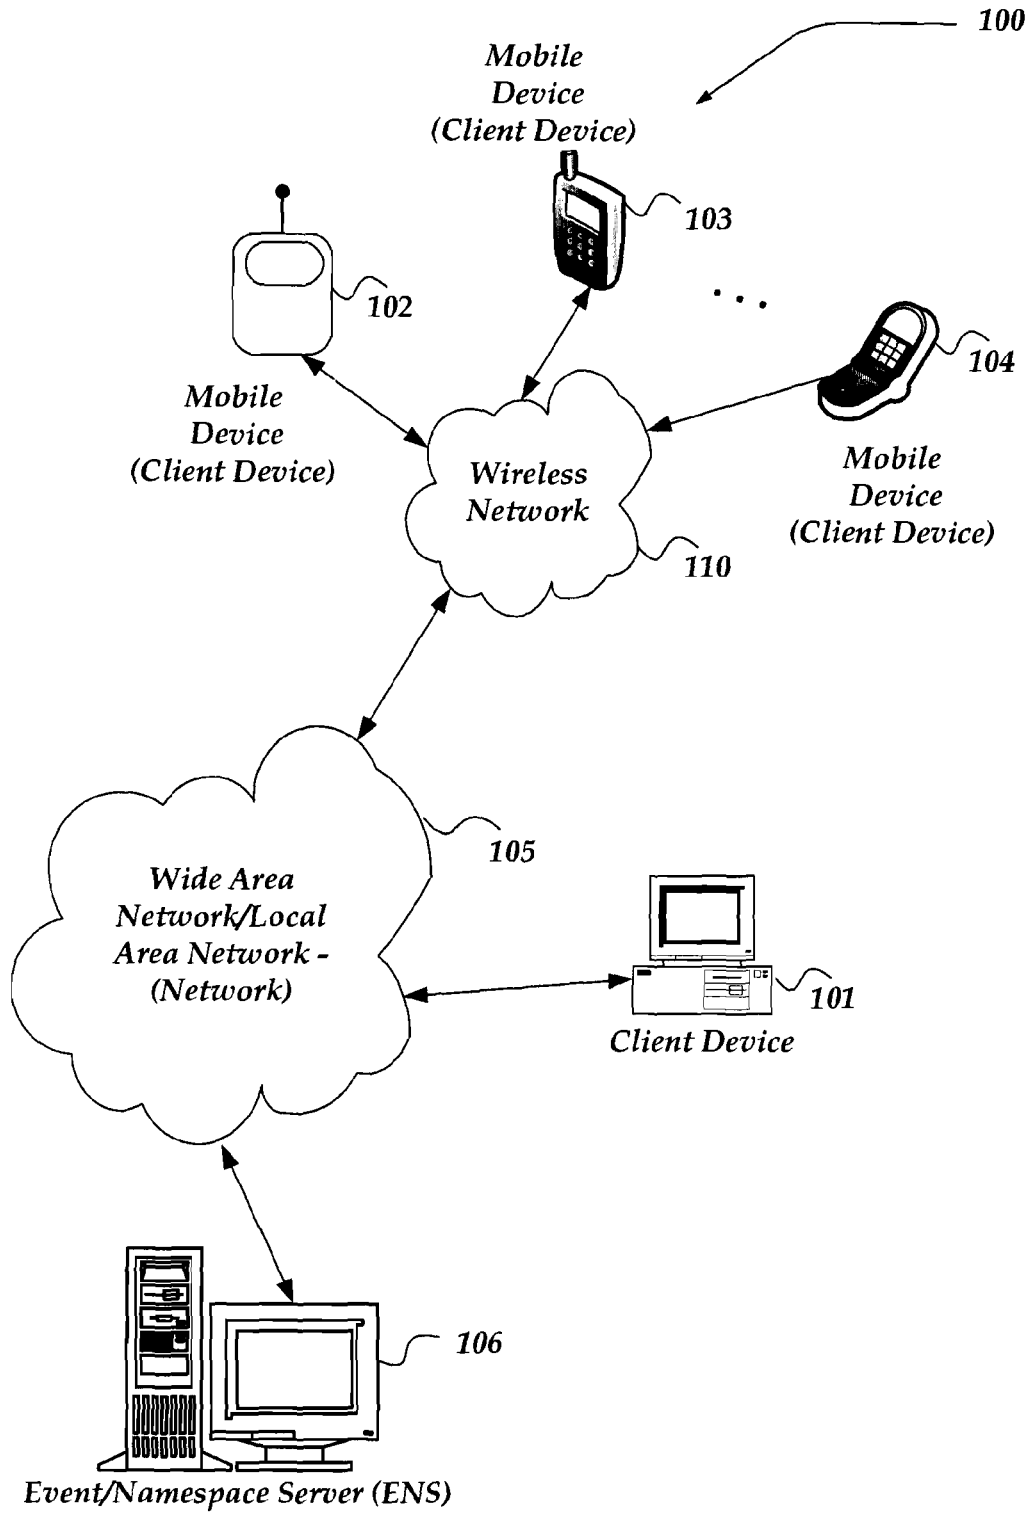 100
Mobile
Device
(Client Device)
103
102
104
Mobile
Device
(Client Device)
Mobile
Device
(Client Device)
Wireless
Network
110
105
Wide Area
Network/Local
Area Network -
(Network)
101
Client Device
106
Event/Namespace Server (ENS)